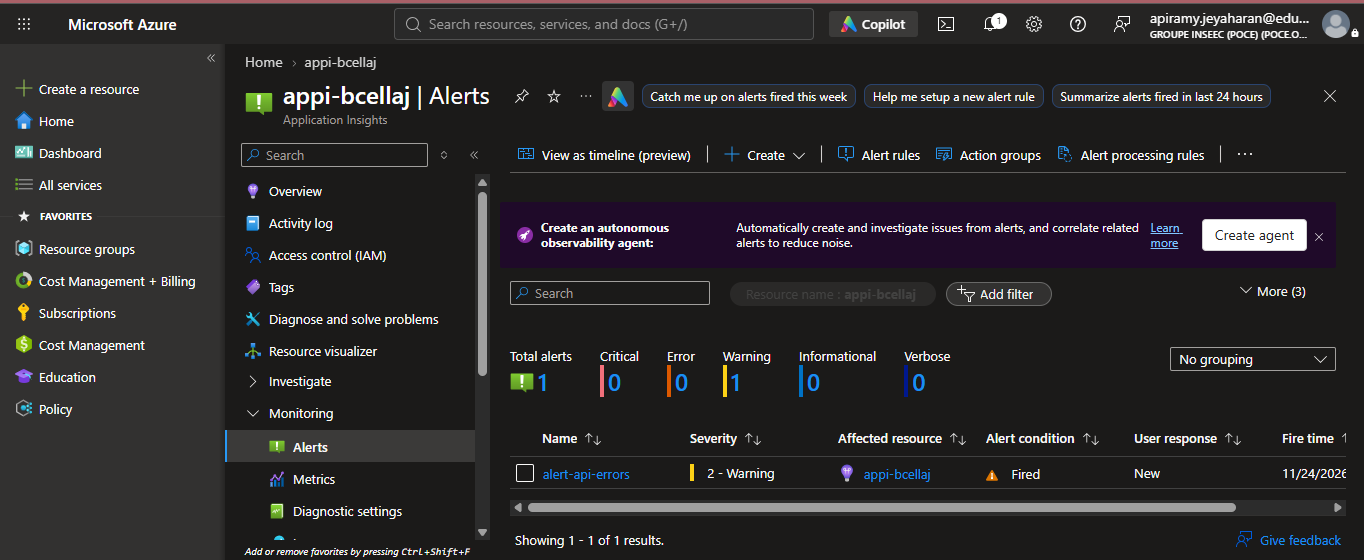 Microsoft Azure
Search resources, services, and docs (G+/)
Copilot
1
apiramy.jeyaharan@edu...
GROUPE INSEEC (POCE) (POCE.O...
Create a resource
Home
Dashboard
All services
FAVORITES
Resource groups
Cost Management + Billing
Subscriptions
Cost Management
Education
Policy
Home > appi-bcellaj
appi-bcellaj | Alerts
Application Insights
Catch me up on alerts fired this week
Help me setup a new alert rule
Summarize alerts fired in last 24 hours
Search
Overview
Activity log
Access control (IAM)
Tags
Diagnose and solve problems
Resource visualizer
Investigate
Monitoring
Alerts
Metrics
Diagnostic settings
Add or remove favorites by pressing Ctrl+Shift+F
View as timeline (preview)
Create
Alert rules
Action groups
Alert processing rules
Create an autonomous
observability agent:
Automatically create and investigate issues from alerts, and correlate related
alerts to reduce noise.
Learn
more
Create agent
Search
Resource name : appi-bcellaj
Add filter
More (3)
Total alerts
1
Critical
0
Error
0
Warning
1
Informational
0
Verbose
0
No grouping
Name Severity Affected resource Alert condition User response Fire time
alert-api-errors 2 - Warning appi-bcellaj Fired New 11/24/2026
Showing 1 - 1 of 1 results.
Give feedback